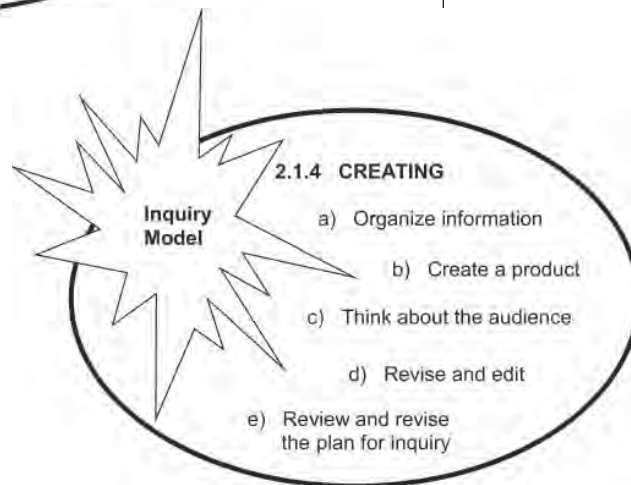 Inquiry
Model
2.1.4 CREATING
a) Organize information
b) Create a product
c) Think about the audience
d) Revise and edit
e) Review and revise
the plan for inquiry